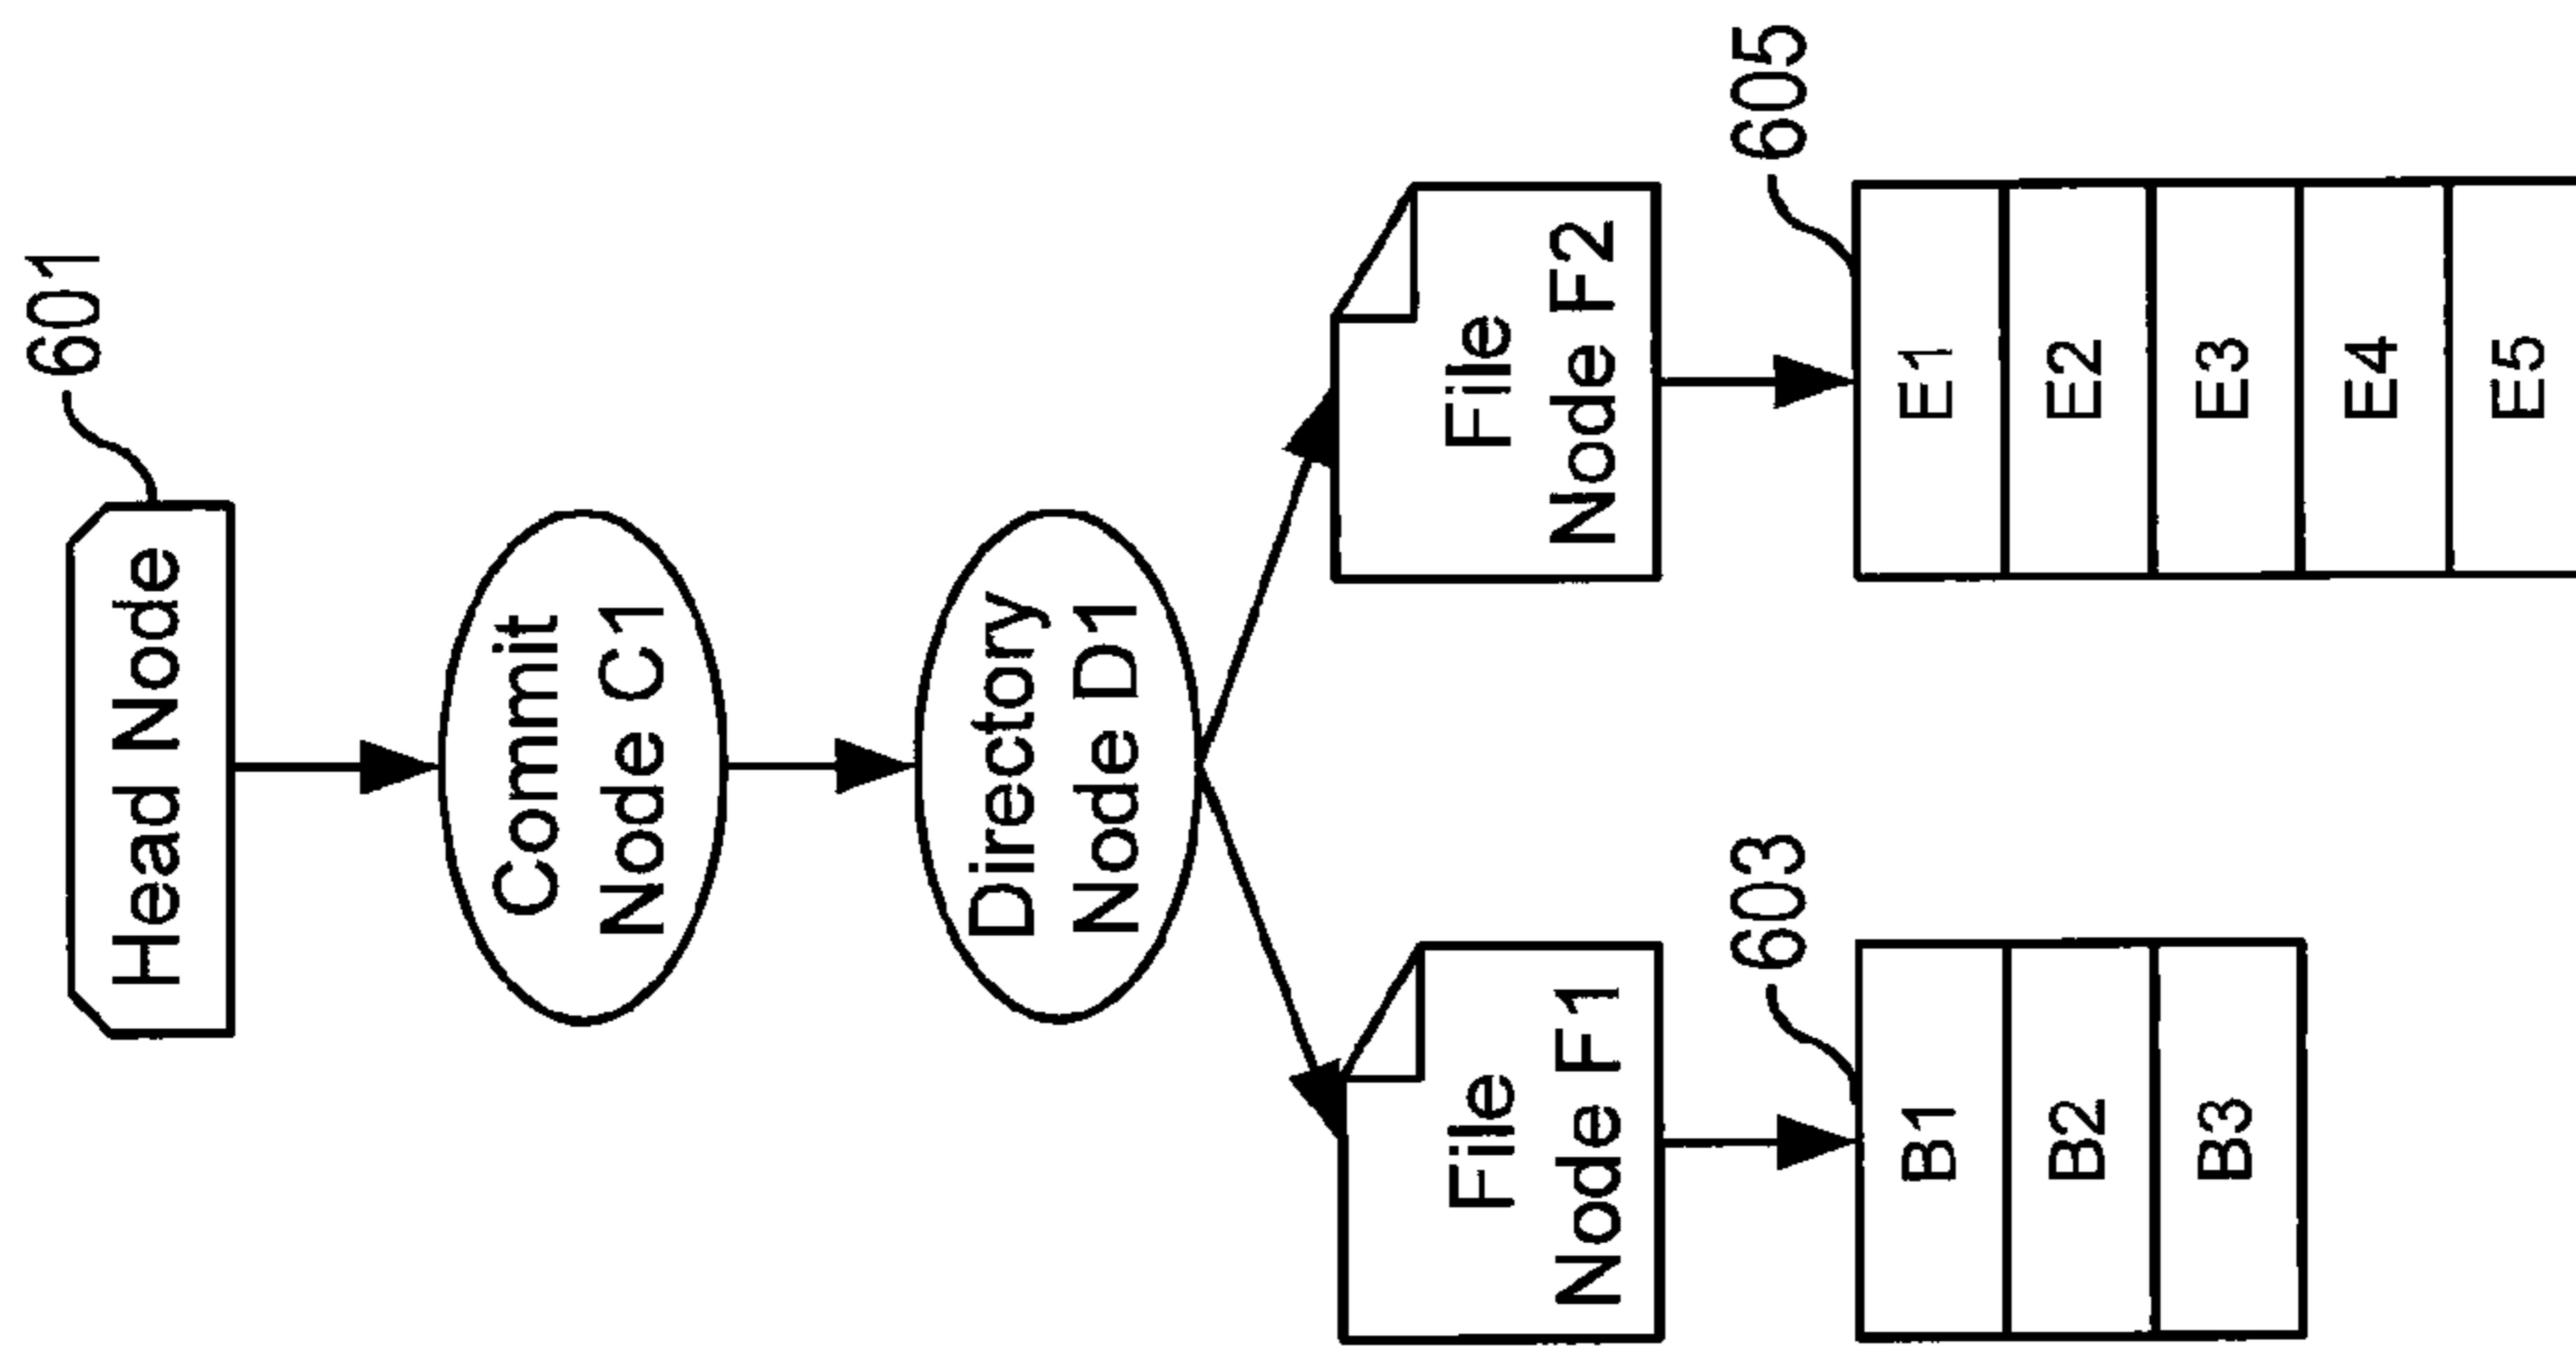 601
Head Node
Commit
Node C1
Directory
Node D1
File
Node F1
File
Node F2
603
605
B1
B2
B3
E1
E2
E3
E4
E5